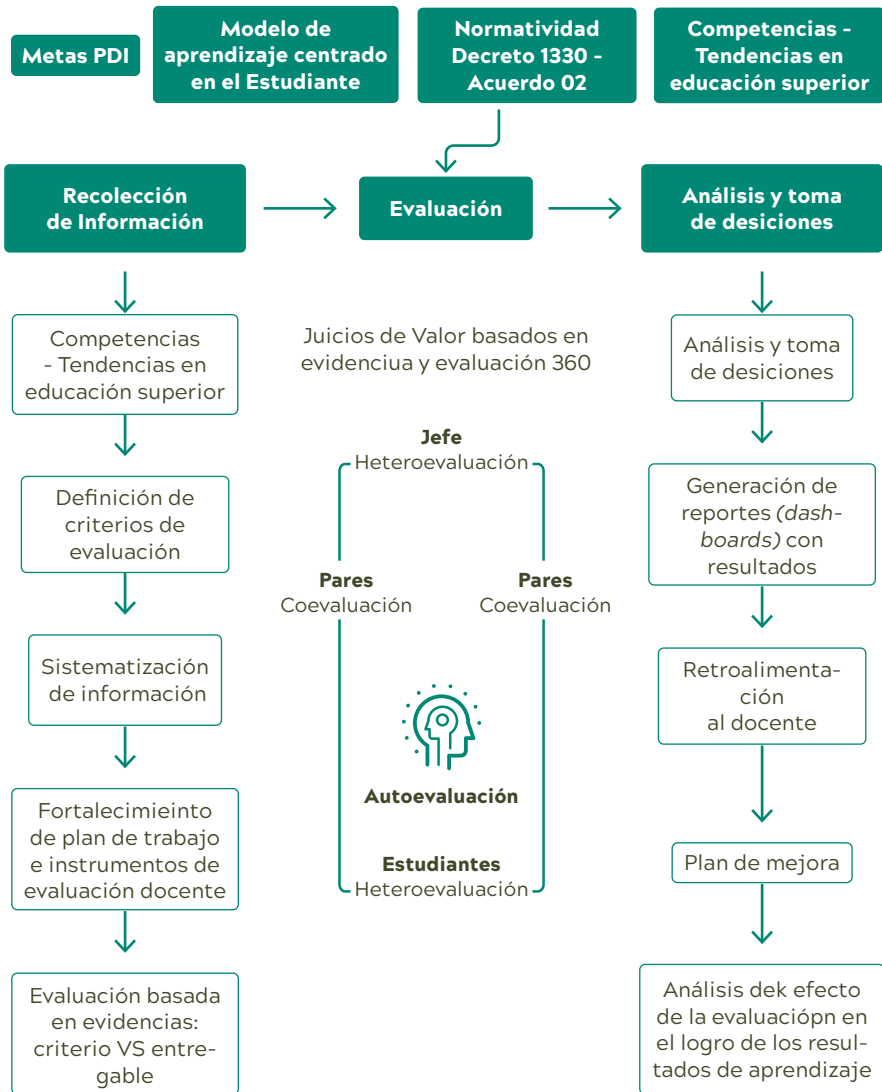 Metas PDI
Modelo de
aprendizaje centrado
en el Estudiante
Normatividad
Decreto 1330 -
Acuerdo 02
Competencias -
Tendencias en
educación superior
Recolección
de Información
Evaluación
Análisis y toma
de desiciones
Competencias
- Tendencias en
educación superior
Definición de
criterios de
evaluación
Sistematización
de información
Fortalecimieinto
de plan de trabajo
e instrumentos de
evaluación docente
Evaluación basada
en evidencias:
criterio VS entre-
gable
Juicios de Valor basados en
evidenciua y evaluación 360
Jefe
Heteroevaluación
Pares
Coevaluación
Pares
Coevaluación
Autoevaluación
Estudiantes
Heteroevaluación
Análisis y toma
de desiciones
Generación de
reportes (dash-
boards) con
resultados
Retroalimenta-
ción
al docente
Plan de mejora
Análisis dek efecto
de la evaluaciópn en
el logro de los resul-
tados de aprendizaje